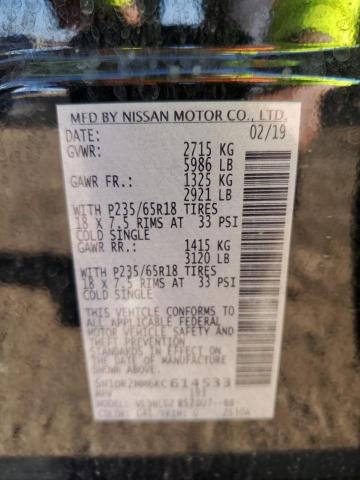 MFD BY NISSAN MOTOR CO., LTD.
DATE: 02/19
GVWR: 2715 KG
5986 LB
GAWR FR: 1325 KG
2921 LB
WITH P235/65R18 TIRES
18 X 7.5 RIMS AT 33 PSI
COLD SINGLE
GAWR RR: 1415 KG
3120 LB
WITH P235/65R18 TIRES
18 X 7.5 RIMS AT 33 PSI
COLD SINGLE
THIS VEHICLE CONFORMS TO ALL
APPLICABLE FEDERAL
MOTOR VEHICLE SAFETY AND
THEFT PREVENTION
STANDARDS IN EFFECT ON THE
DATE OF MANUFACTURE SHOWN ABOVE.
614533
MPV
COLOR: